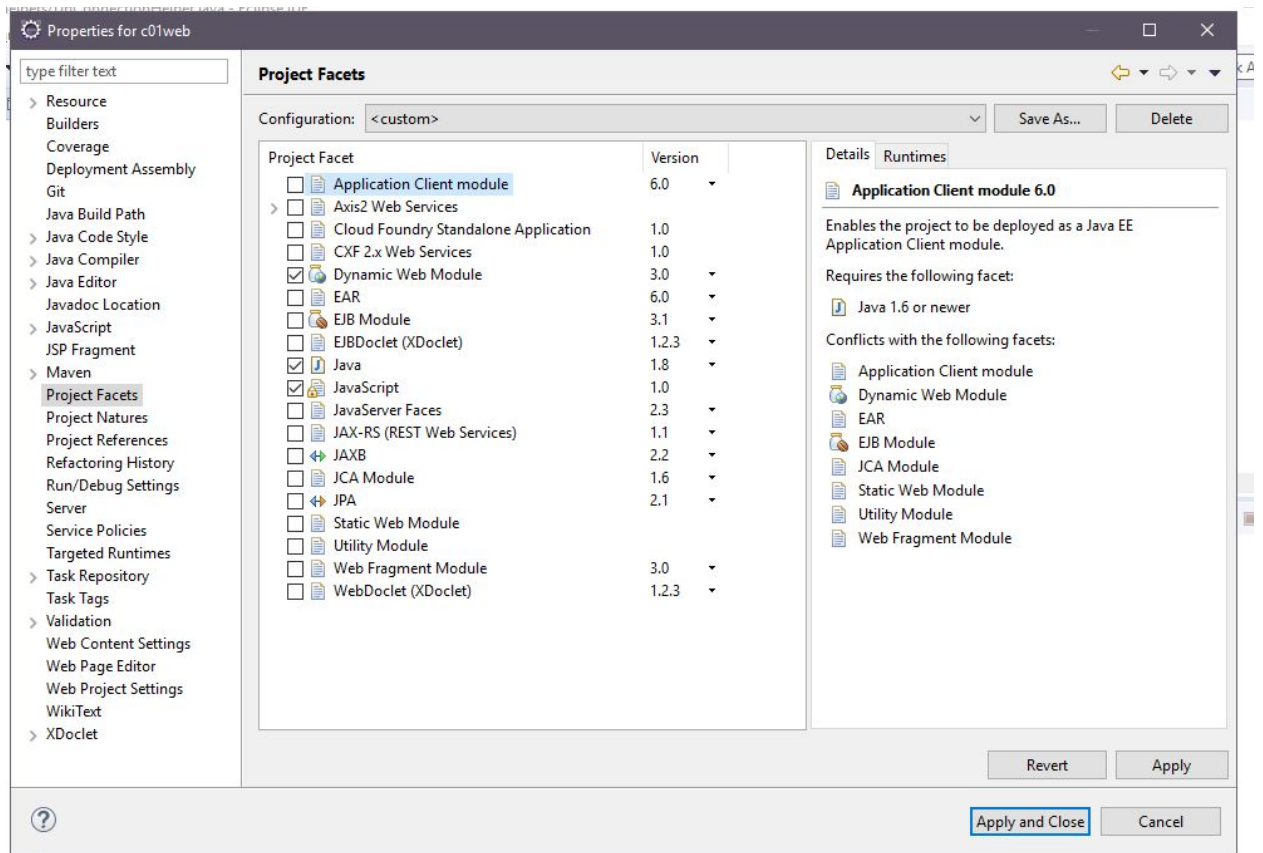 Properties for c01web
type filter text
Resource
Builders
Coverage
Deployment Assembly
Git
Java Build Path
Java Code Style
Java Compiler
Java Editor
Javadoc Location
JavaScript
JSP Fragment
Maven
Project Facets
Project Natures
Project References
Refactoring History
Run/Debug Settings
Server
Service Policies
Targeted Runtimes
Task Repository
Task Tags
Validation
Web Content Settings
Web Page Editor
Web Project Settings
WikiText
XDoclet
Project Facets
Configuration: <custom> Save As... Delete
Project Facet Version
Application Client module 6.0
Axis2 Web Services
Cloud Foundry Standalone Application 1.0
CXF 2.x Web Services 1.0
Dynamic Web Module 3.0
EAR 6.0
EJB Module 3.1
EJBDoclet (XDoclet) 1.2.3
Java 1.8
JavaScript 1.0
JavaServer Faces 2.3
JAX-RS (REST Web Services) 1.1
JAXB 2.2
JCA Module 1.6
JPA 2.1
Static Web Module
Utility Module
Web Fragment Module 3.0
WebDoclet (XDoclet) 1.2.3
Details Runtimes
Application Client module 6.0
Enables the project to be deployed as a Java EE
Application Client module.
Requires the following facet:
Java 1.6 or newer
Conflicts with the following facets:
Application Client module
Dynamic Web Module
EAR
EJB Module
JCA Module
Static Web Module
Utility Module
Web Fragment Module
Revert Apply
Apply and Close Cancel